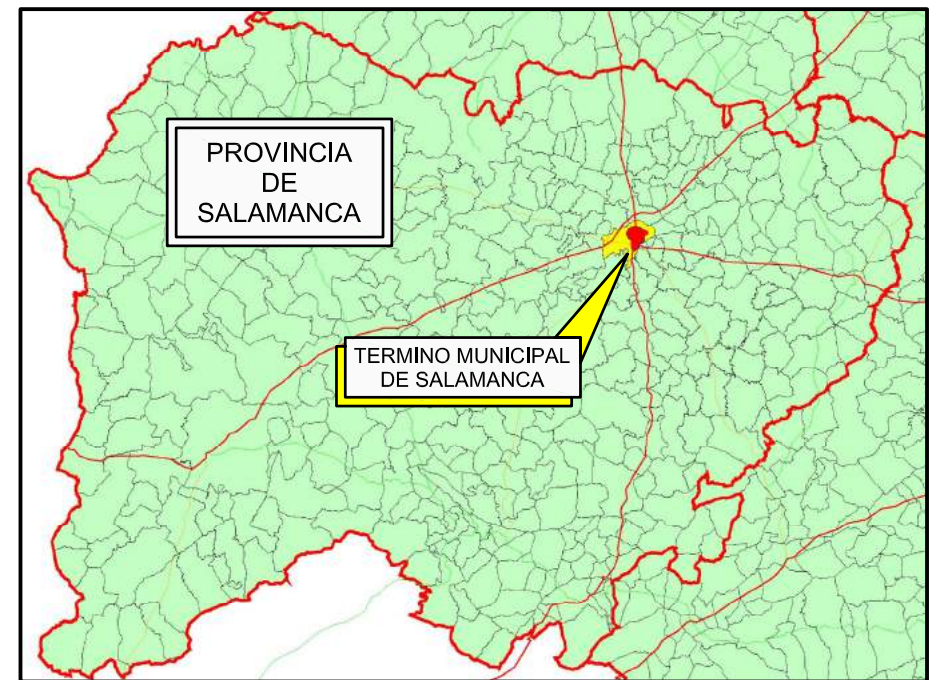 PROVINCIA
DE
SALAMANCA
TERMINO MUNICIPAL
DE SALAMANCA